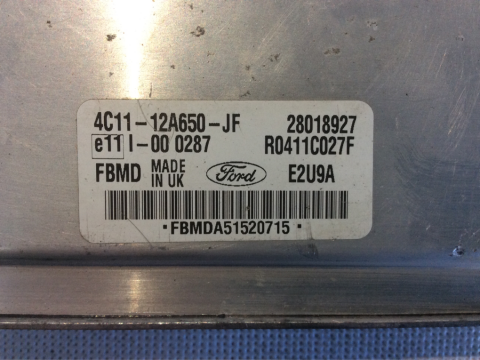 4C11-12A650-JF 28018927
e11 I-00 0287 R0411C027F
FBMD MADE IN UK Ford E2U9A
·FBMDA51520715·